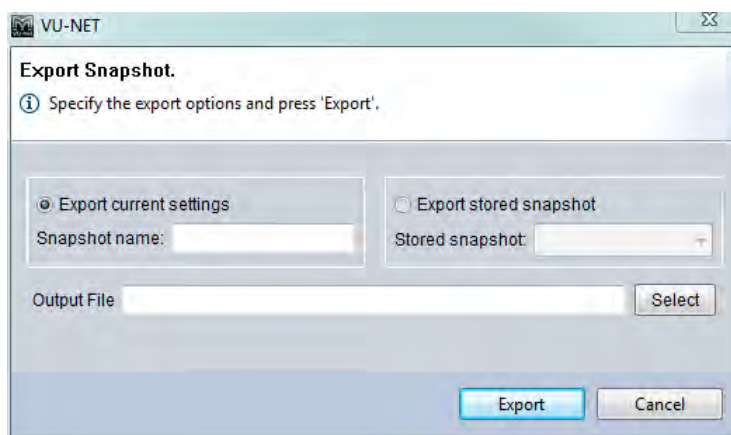 VU-NET
Export Snapshot.
Specify the export options and press 'Export'.
Export current settings
Snapshot name:
Export stored snapshot
Stored snapshot:
Output File
Select
Export
Cancel